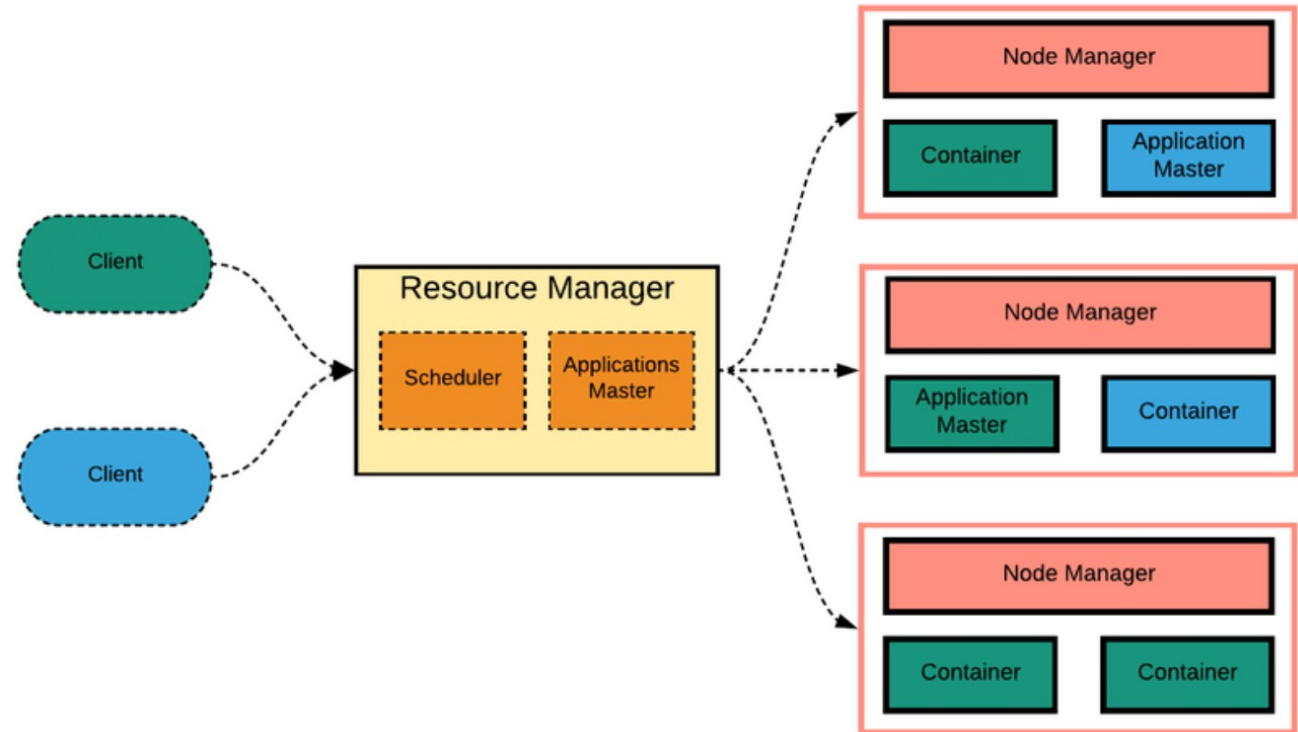 Client
Client
Resource Manager
Scheduler
Applications
Master
Node Manager
Container
Application
Master
Node Manager
Application
Master
Container
Node Manager
Container
Container